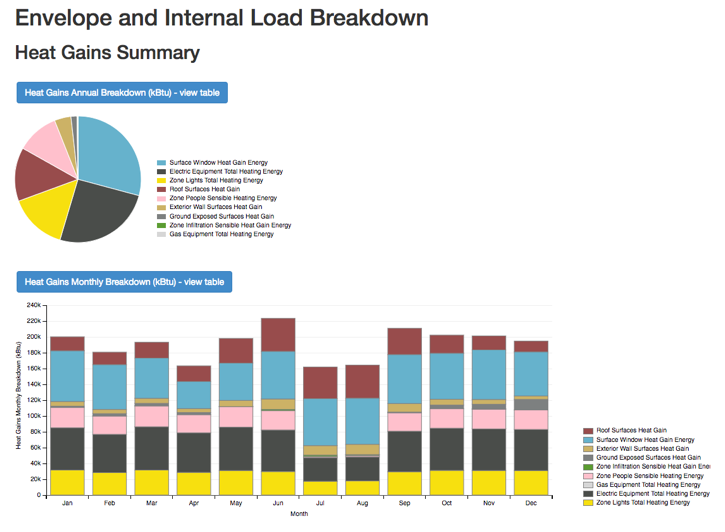 Envelope and Internal Load Breakdown
Heat Gains Summary
Heat Gains Annual Breakdown (kBtu) - view table
Surface Window Heat Gain Energy
Electric Equipment Total Heating Energy
Zone Lights Total Heating Energy
Roof Surfaces Heat Gain
Zone People Sensible Heating Energy
Exterior Wall Surfaces Heat Gain
Ground Exposed Surfaces Heat Gain
Zone Infiltration Sensible Heat Gain Energy
Gas Equipment Total Heating Energy
Heat Gains Monthly Breakdown (kBtu) - view table
Heat Gains Monthly Breakdown (kBtu)
240k
220k
200k
180k
160k
140k
120k
100k
80k
60k
40k
20k
0
Jan Feb Mar Apr May Jun Jul Aug Sep Oct Nov Dec
Month
Roof Surfaces Heat Gain
Surface Window Heat Gain Energy
Exterior Wall Surfaces Heat Gain
Ground Exposed Surfaces Heat Gain
Zone Infiltration Sensible Heat Gain Ener
Zone People Sensible Heating Energy
Gas Equipment Total Heating Energy
Electric Equipment Total Heating Energy
Zone Lights Total Heating Energy